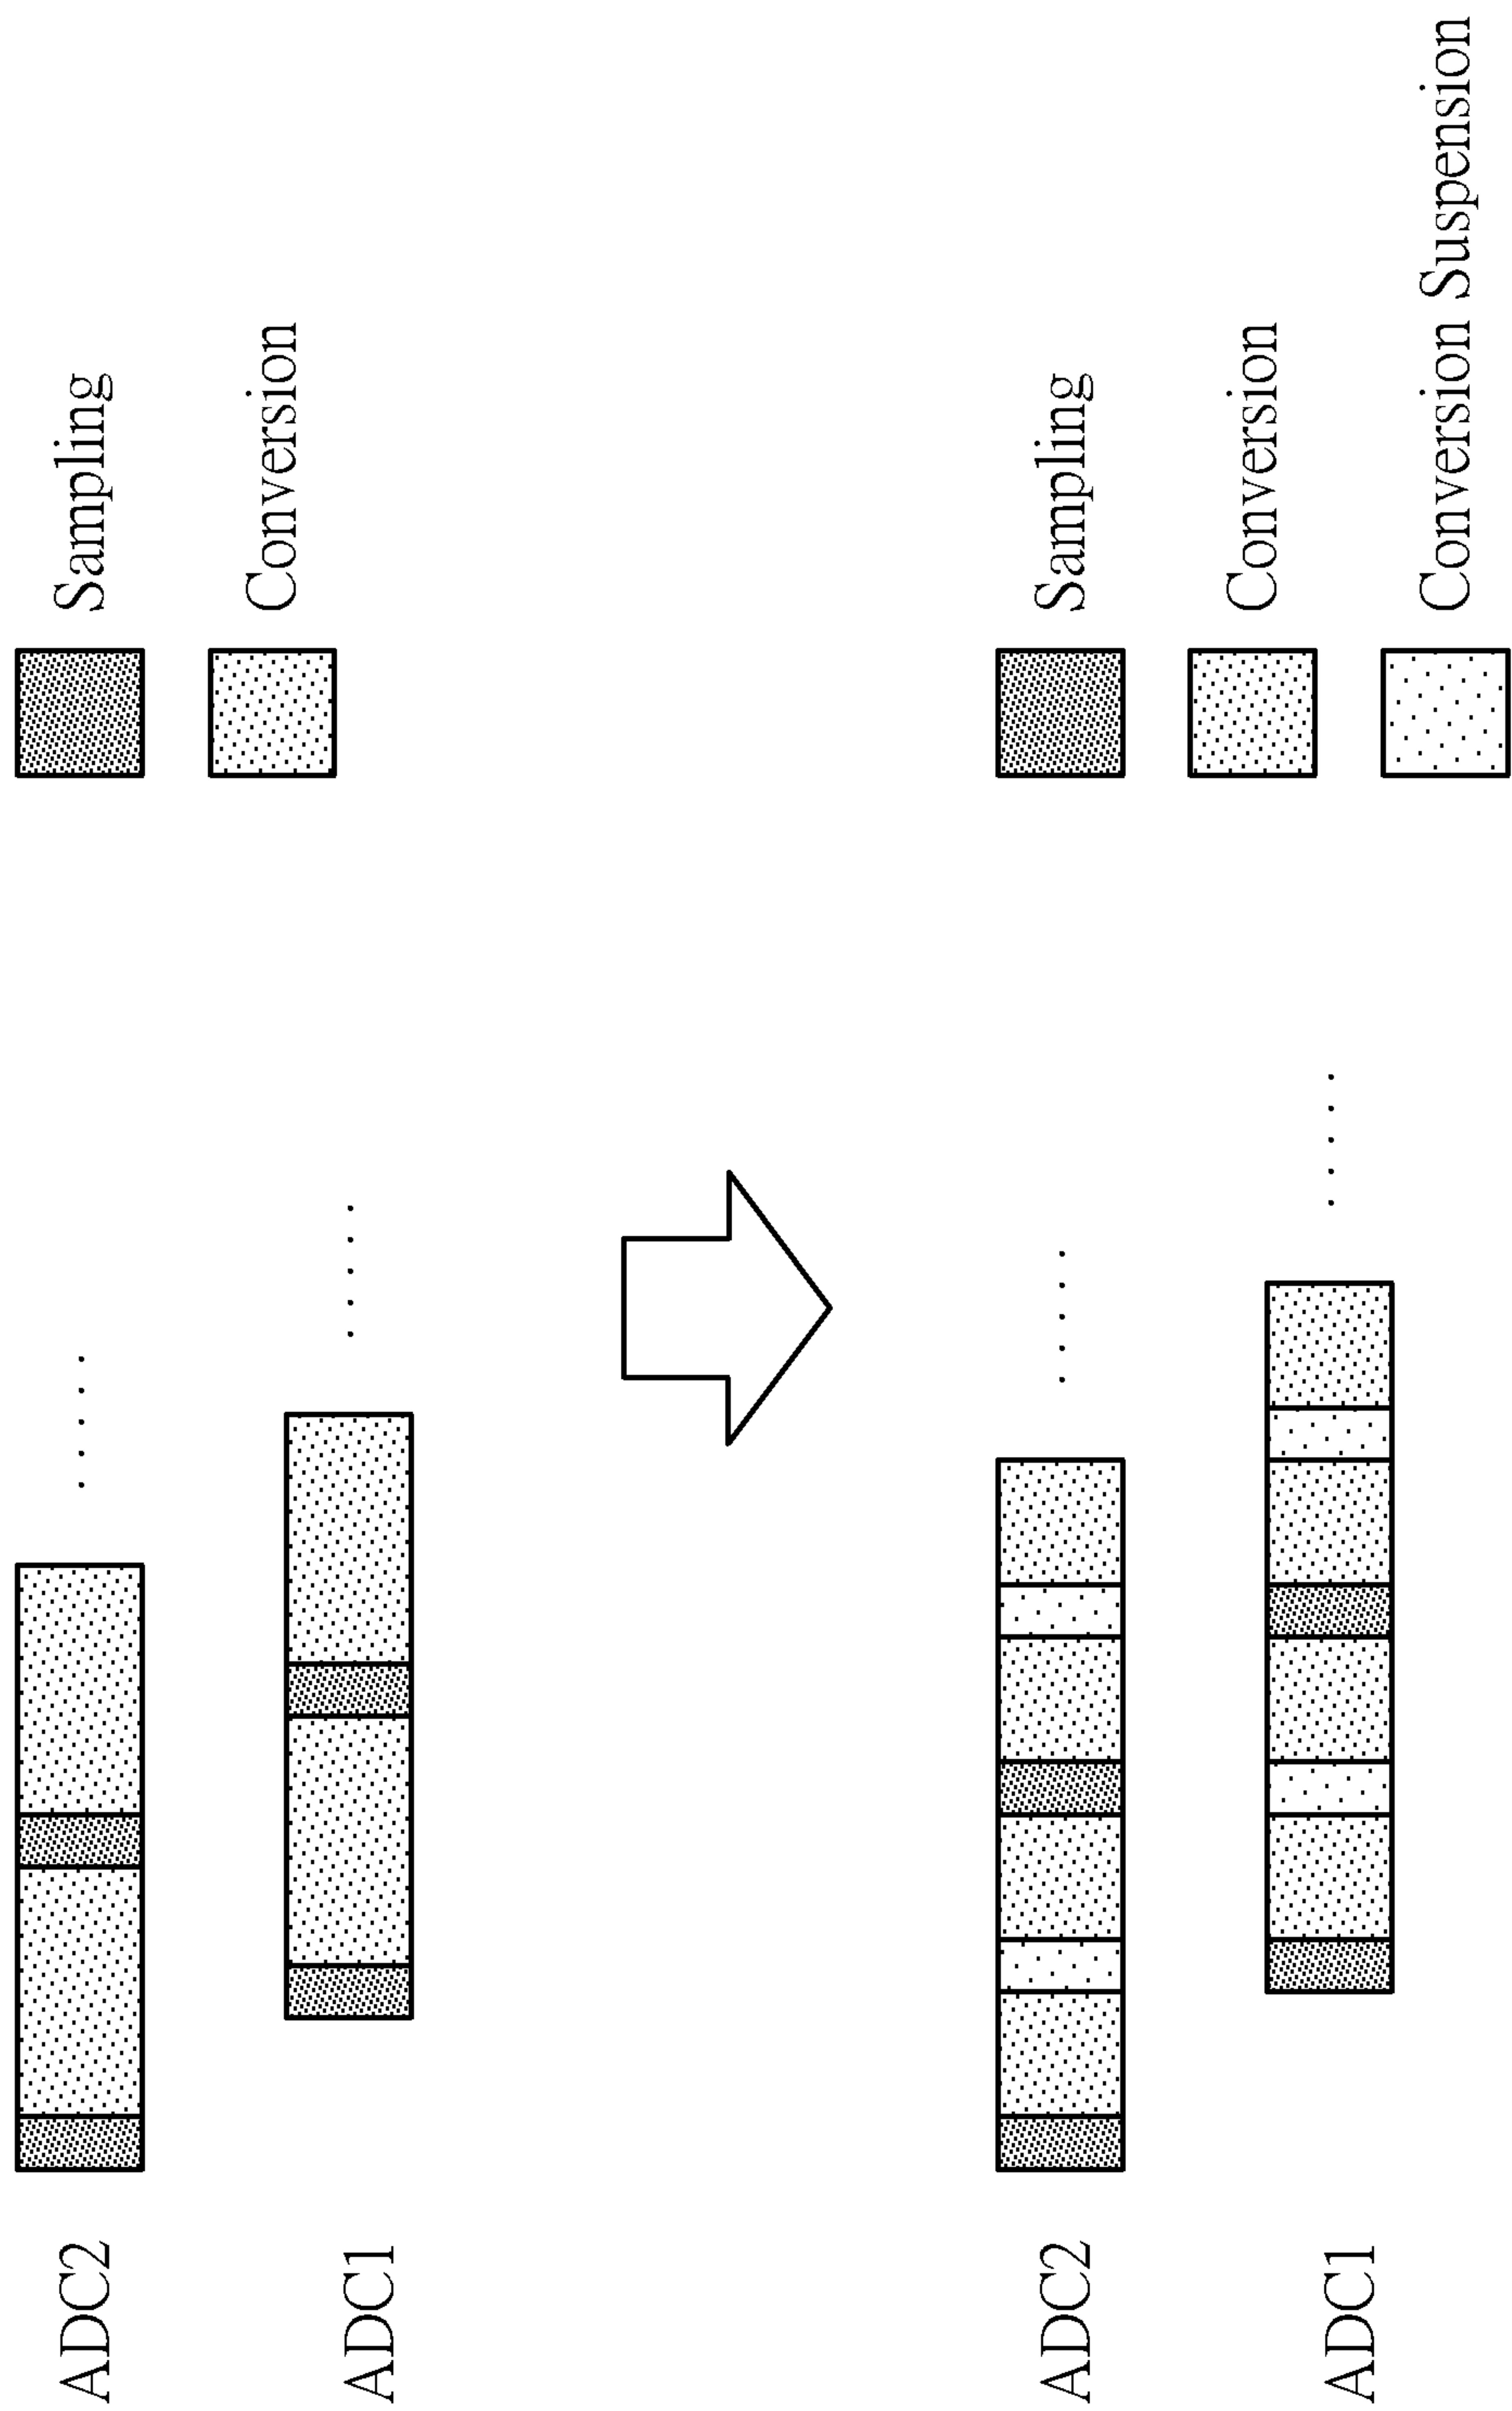 ADC2
Sampling
Conversion
ADC1
ADC2
Sampling
Conversion
ADC1
Conversion Suspension